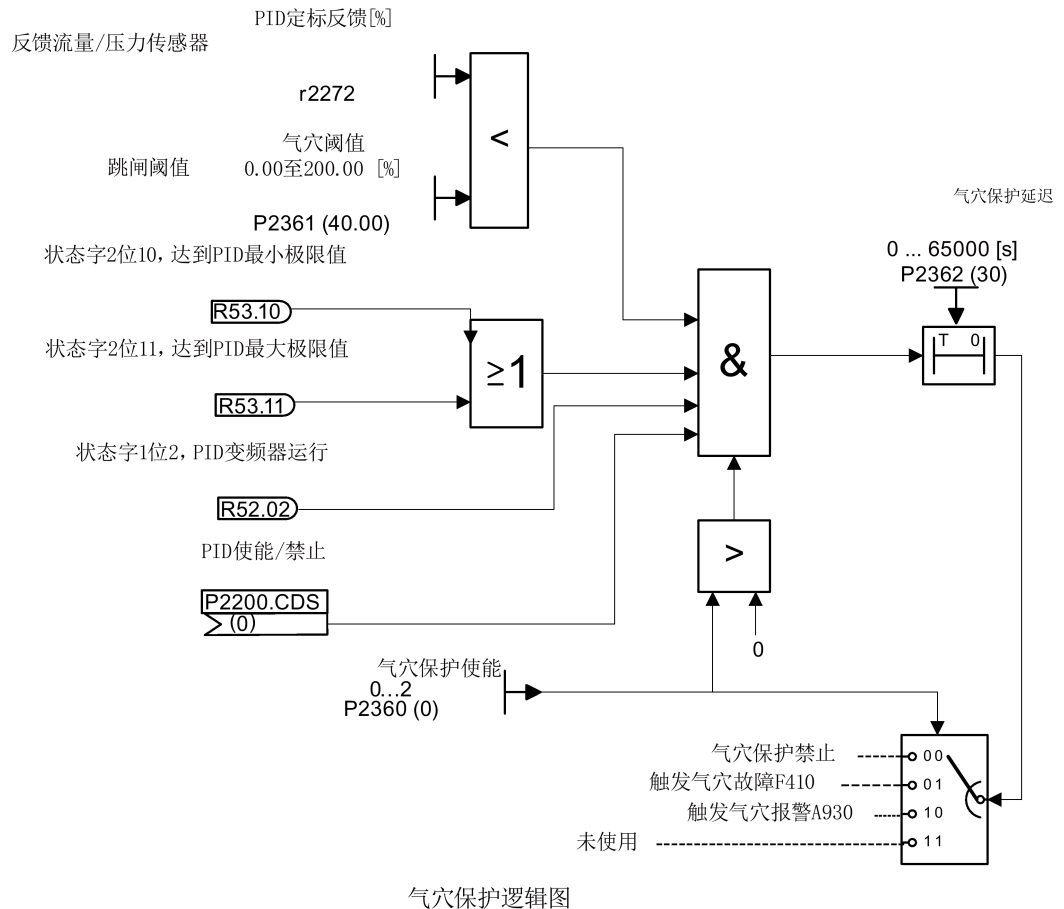 PID定标反馈[%]
反馈流量/压力传感器
r2272
<
气穴阈值
跳闸阈值
0.00至200.00 [%]
P2361 (40.00)
气穴保护延迟
状态字2位10,达到PID最小极限值
0 ... 65000 [s]
P2362 (30)
R53.10
T 0
状态字2位11,达到PID最大极限值
≥1
&
R53.11
状态字1位2,PID变频器运行
R52.02
PID使能/禁止
>
P2200.CDS
(0)
0
气穴保护使能
0...2
P2360 (0)
气穴保护禁止
00
触发气穴故障F410
01
触发气穴报警A930
10
未使用
11
气穴保护逻辑图